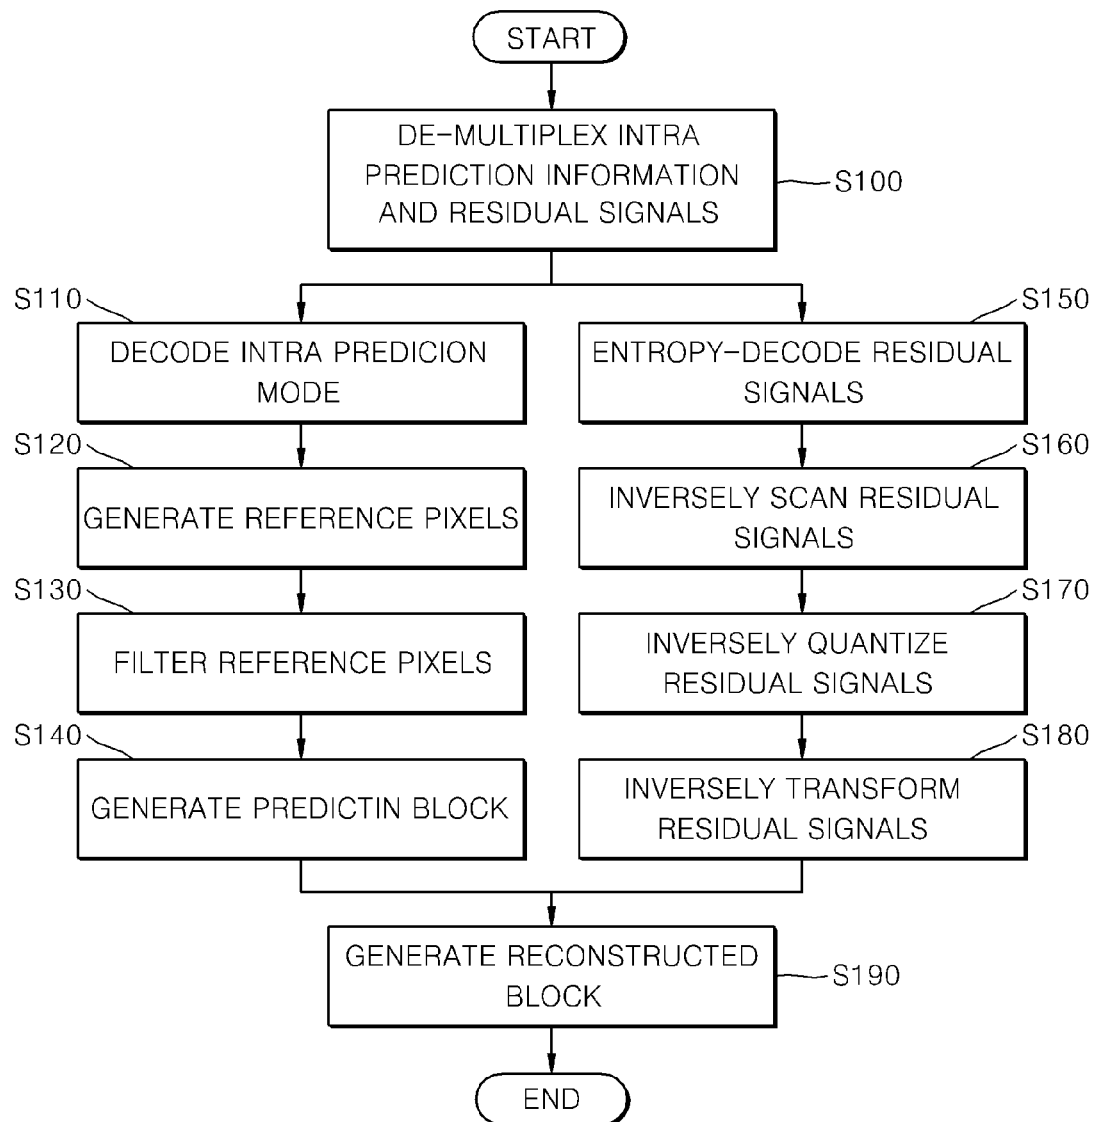 START
DE-MULTIPLEX INTRA
PREDICTION INFORMATION
AND RESIDUAL SIGNALS
S100
S110
DECODE INTRA PREDICION
MODE
S120
GENERATE REFERENCE PIXELS
S130
FILTER REFERENCE PIXELS
S140
GENERATE PREDICTIN BLOCK
S150
ENTROPY-DECODE RESIDUAL
SIGNALS
S160
INVERSELY SCAN RESIDUAL
SIGNALS
S170
INVERSELY QUANTIZE
RESIDUAL SIGNALS
S180
INVERSELY TRANSFORM
RESIDUAL SIGNALS
GENERATE RECONSTRUCTED
BLOCK
S190
END